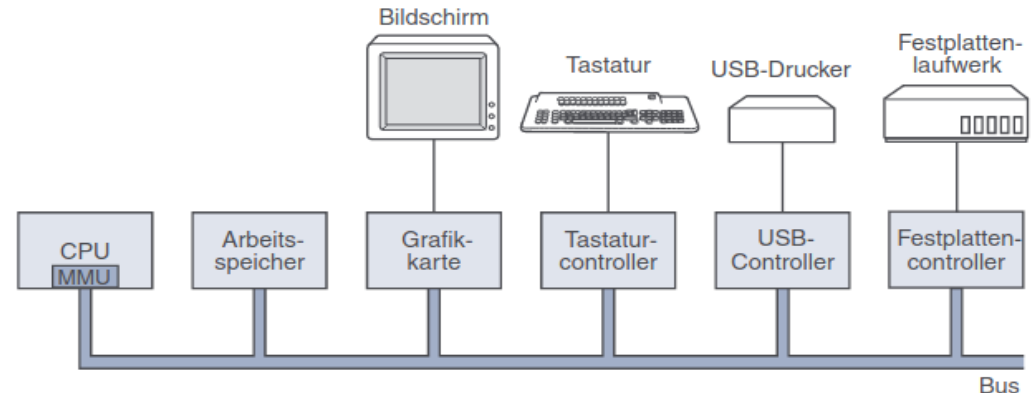 Bildschirm
Tastatur
USB-Drucker
Festplatten-
laufwerk
CPU
MMU
Arbeits-
speicher
Grafik-
karte
Tastatur-
controller
USB-
Controller
Festplatten-
controller
Bus